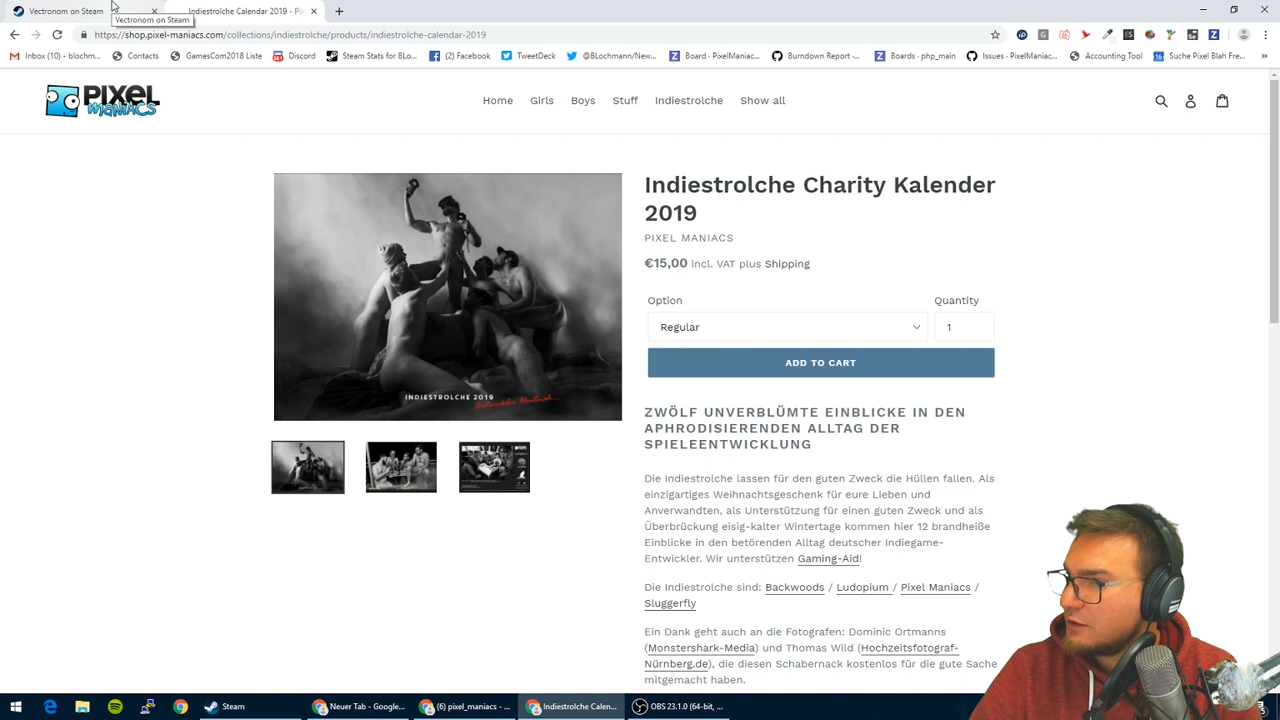 Vectronom on Steam
Indiestrolche Calendar 2019 - Pi
Vectronom on Steam
https://shop.pixel-maniacs.com/collections/indiestrolche/products/indiestrolche-calendar-2019
Inbox (10) – blochm... Contacts GamesCom2018 Liste Discord Steam Stats für BLo... (2) Facebook TweetDeck @BLochmann/New... Board - PixelManiac... Burndown Report -... Boards · php_main Issues - PixelManiac... Accounting Tool Suche Pixel Blah Fre...
PIXEL
MANIACS
Home Girls Boys Stuff Indiestrolche Show all
Indiestrolche Charity Kalender
2019
PIXEL MANIACS
€15,00 incl. VAT plus Shipping
Option Quantity
Regular 1
ADD TO CART
INDIESTROLCHE 2019
ZWÖLF UNVERBLÜMTE EINBLICKE IN DEN
APHRODISIERENDEN ALLTAG DER
SPIELEENTWICKLUNG
Die Indiestrolche lassen für den guten Zweck die Hüllen fallen. Als
einzigartiges Weihnachtsgeschenk für eure Lieben und
Anverwandten, als Unterstützung für einen guten Zweck und als
Überbrückung eisig-kalter Wintertage kommen hier 12 brandheiße
Einblicke in den betörenden Alltag deutscher Indiegame-
Entwickler. Wir unterstützen Gaming-Aid!
Die Indiestrolche sind: Backwoods / Ludopium / Pixel Maniacs /
Sluggerfly
Ein Dank geht auch an die Fotografen: Dominic Ortmanns
(Monstershark-Media) und Thomas Wild (Hochzeitsfotograf-
Nürnberg.de), die diesen Schabernack kostenlos für die gute Sache
mitgemacht haben.
Steam Neuer Tab - Google... (6) pixel_maniacs - ... Indiestrolche Calen... OBS 23.1.0 (64-bit, ...